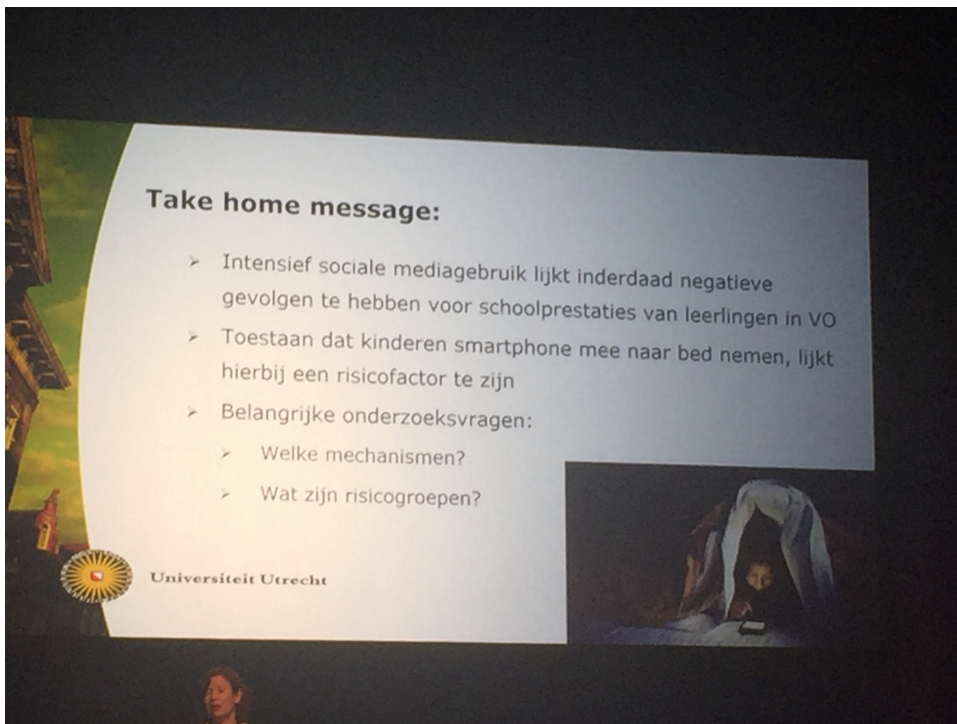 Take home message:
➢ Intensief sociale mediagebruik lijkt inderdaad negatieve
gevolgen te hebben voor schoolprestaties van leerlingen in VO
➢ Toestaan dat kinderen smartphone mee naar bed nemen, lijkt
hierbij een risicofactor te zijn
➢ Belangrijke onderzoeksvragen:
➢ Welke mechanismen?
➢ Wat zijn risicogroepen?
Universiteit Utrecht